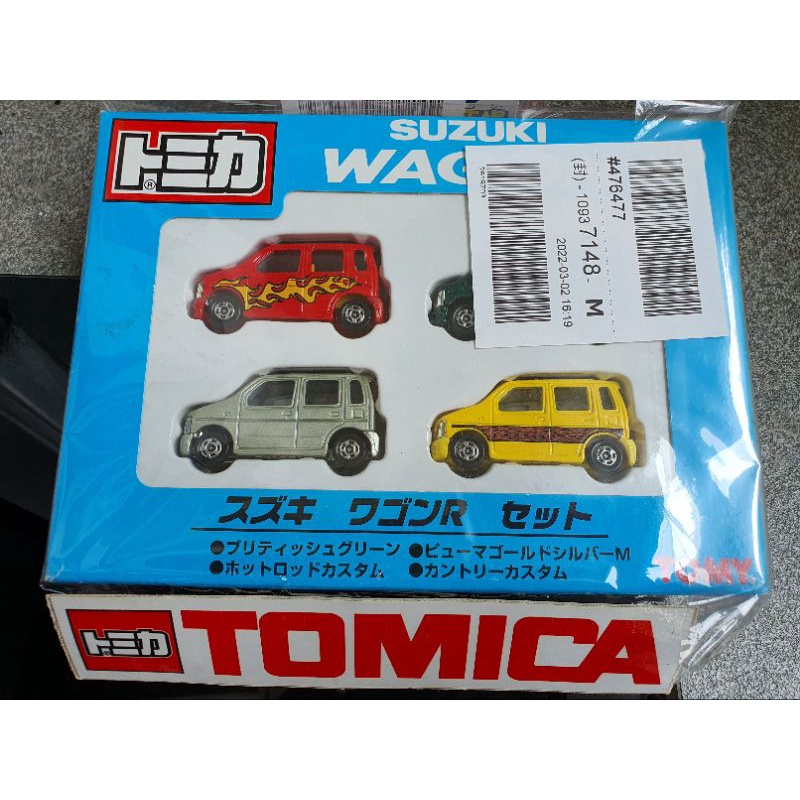 トミカ®
SUZUKI
WAG
#476477
(封) - 10937148 - M
2022-03-02 16:19
スズキ ワゴンR セット
●ブリティッシュグリーン ●ピューマゴールドシルバーM
●ホットロッドカスタム ●カントリーカスタム
TOMY
トミカ TOMICA